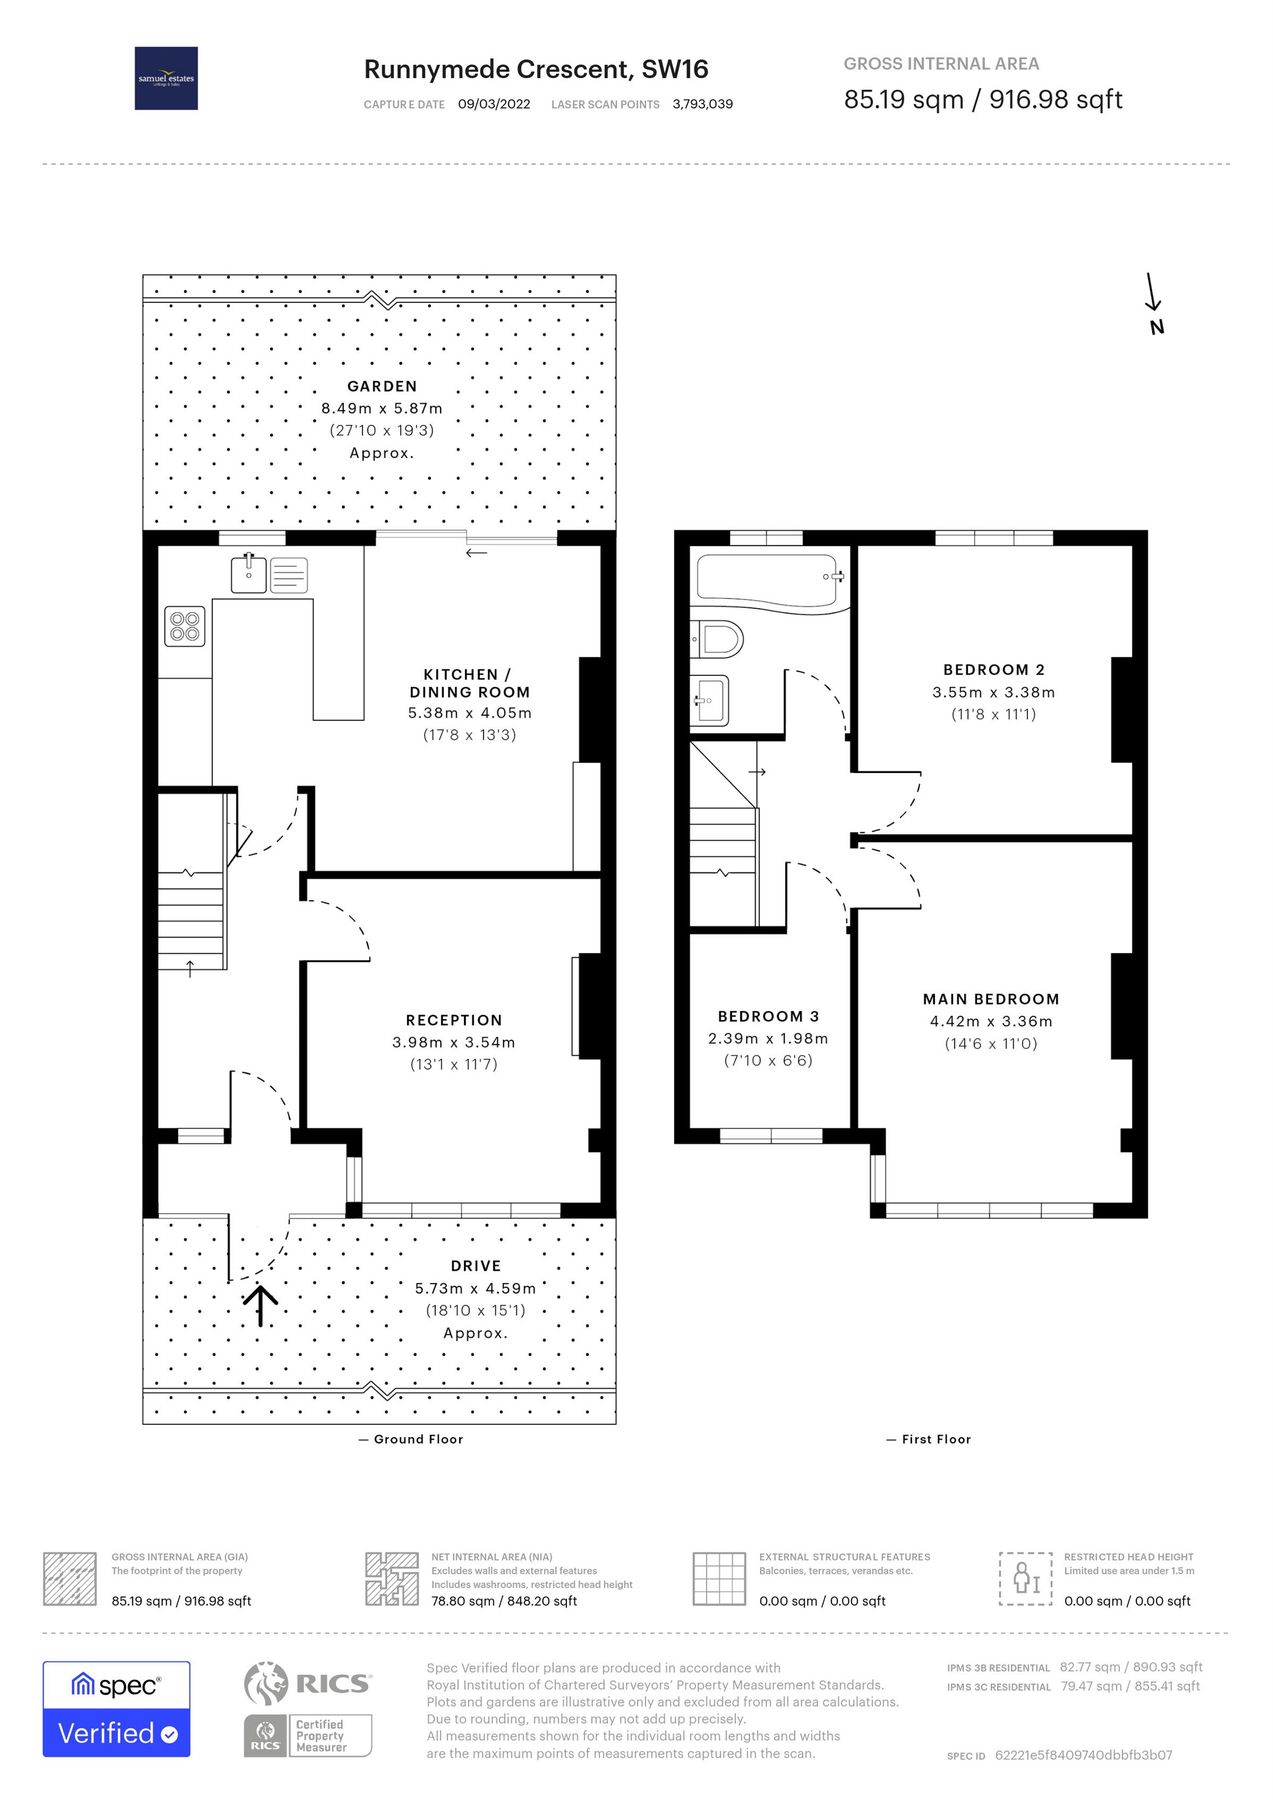 samuel estates
Lettings & Sales
Runnymede Crescent, SW16
CAPTURE DATE 09/03/2022 LASER SCAN POINTS 3,793,039
GROSS INTERNAL AREA
85.19 sqm / 916.98 sqft
N
GARDEN
8.49m x 5.87m
(27'10 x 19'3)
Approx.
KITCHEN /
DINING ROOM
5.38m x 4.05m
(17'8 x 13'3)
RECEPTION
3.98m x 3.54m
(13'1 x 11'7)
DRIVE
5.73m x 4.59m
(18'10 x 15'1)
Approx.
— Ground Floor
BEDROOM 2
3.55m x 3.38m
(11'8 x 11'1)
MAIN BEDROOM
4.42m x 3.36m
(14'6 x 11'0)
BEDROOM 3
2.39m x 1.98m
(7'10 x 6'6)
— First Floor
GROSS INTERNAL AREA (GIA)
The footprint of the property
85.19 sqm / 916.98 sqft
NET INTERNAL AREA (NIA)
Excludes walls and external features
Includes washrooms, restricted head height
78.80 sqm / 848.20 sqft
EXTERNAL STRUCTURAL FEATURES
Balconies, terraces, verandas etc.
0.00 sqm / 0.00 sqft
RESTRICTED HEAD HEIGHT
Limited use area under 1.5 m
0.00 sqm / 0.00 sqft
spec®
Verified
RICS
RICS
Certified
Property
Measurer
Spec Verified floor plans are produced in accordance with
Royal Institution of Chartered Surveyors’ Property Measurement Standards.
Plots and gardens are illustrative only and excluded from all area calculations.
Due to rounding, numbers may not add up precisely.
All measurements shown for the individual room lengths and widths
are the maximum points of measurements captured in the scan.
IPMS 3B RESIDENTIAL 82.77 sqm / 890.93 sqft
IPMS 3C RESIDENTIAL 79.47 sqm / 855.41 sqft
SPEC ID 62221e5f8409740dbbfb3b07